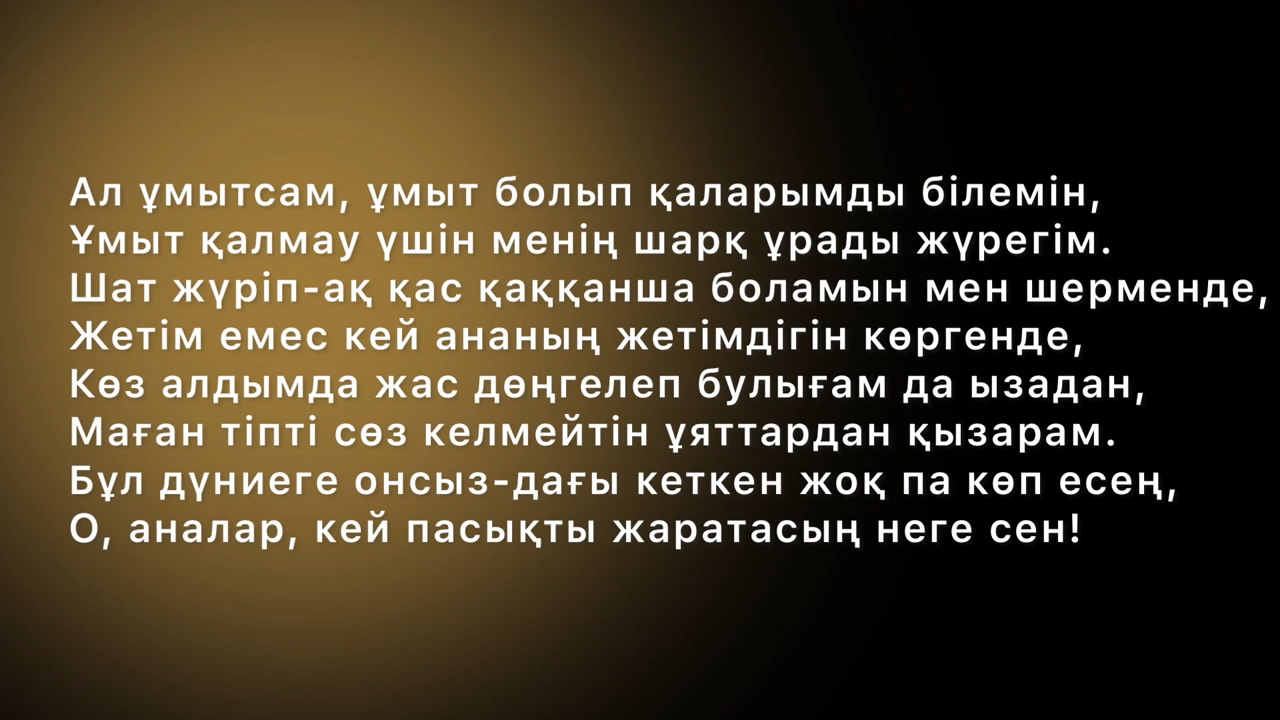 Ал ұмытсам, ұмыт болып қаларымды білемін,
Ұмыт қалмау үшін менің шарқ ұрады жүрегім.
Шат жүріп-ақ қас қаққанша боламын мен шерменде,
Жетім емес кей ананың жетімдігін көргенде,
Көз алдымда жас дөңгелеп булығам да ызадан,
Маған тіпті сөз келмейтін ұяттардан қызарам.
Бұл дүниеге онсыз-дағы кеткен жоқ па көп есең,
О, аналар, кей пасықты жаратасың неге сен!